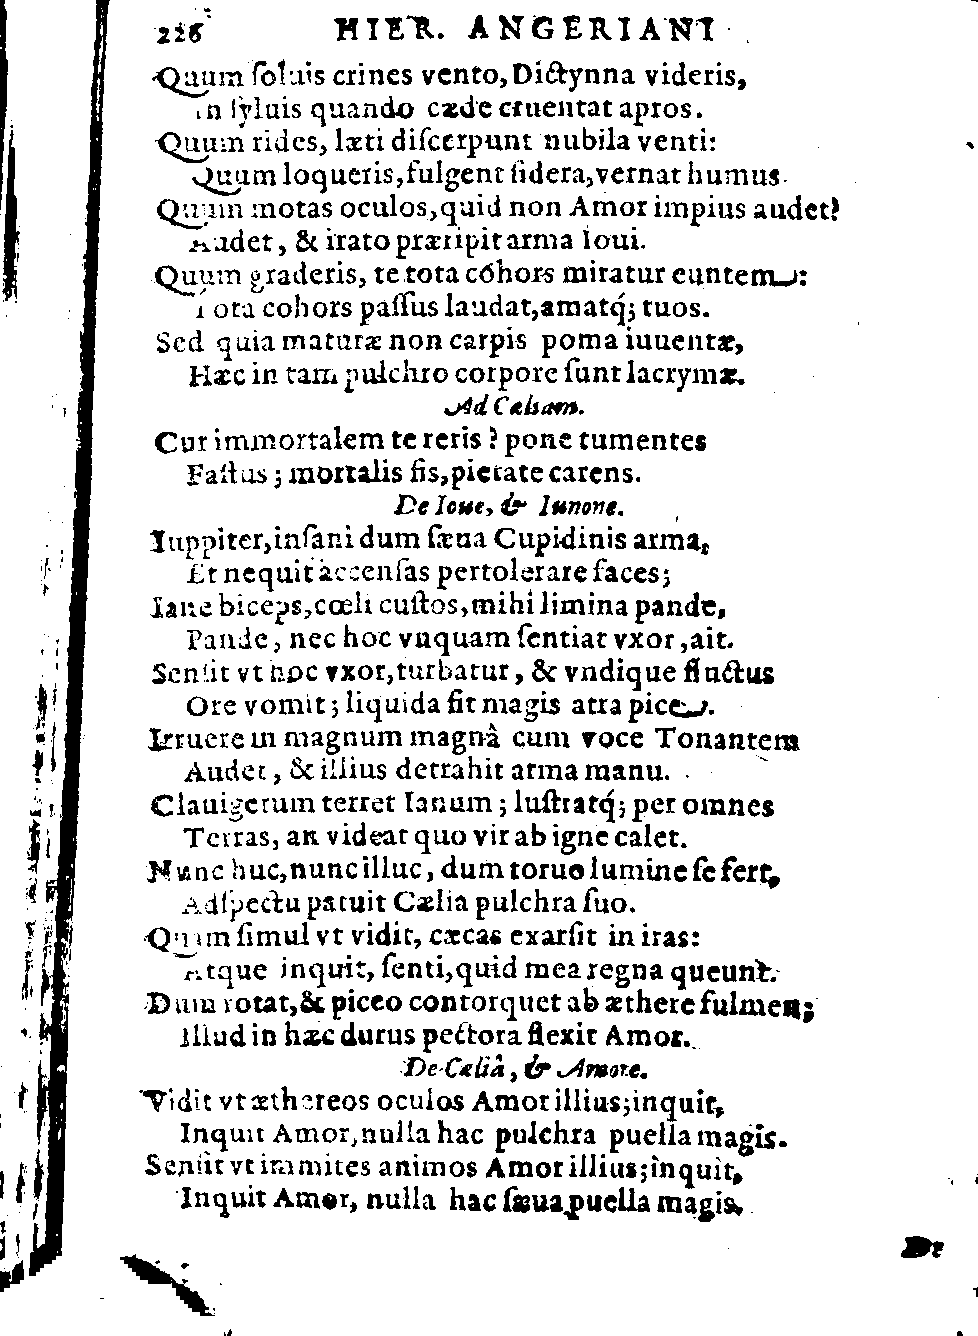 226 HIER. ANGERIANI
Quum ſoluis crines vento, Dictynna videris,
In ſyluis quando cæde cruentat apros.
Quum rides, læti diſcerpunt nubila venti:
Quum loqueris, fulgent ſidera, vernat humus.
Quum motas oculos, quid non Amor impius audet?
Audet, & irato præripit arma Ioui.
Quum graderis, te tota cohors miratur euntem:
Tota cohors paſſus laudat, amatq́; tuos.
Sed quia maturæ non carpis poma iuuentæ,
Hæc in tam pulchro corpore ſunt lacrymæ.
Ad Cæliam.
Cur immortalem te reris? pone tumentes
Faſtus; mortalis ſis, pietate carens.
De Ioue, & Iunone.
Iuppiter, inſani dum ſæua Cupidinis arma,
Et nequit accenſas pertolerare faces;
Iane biceps, cœli cuſtos, mihi limina pande,
Pande, nec hoc vnquam ſentiat vxor, ait.
Senſit vt hoc vxor, turbatur, & vndique fluctus
Ore vomit; liquida fit magis atra pice.
Irruere in magnum magnâ cum voce Tonantem
Audet, & illius detrahit arma manu.
Clauigerum terret Ianum; luſtratq́; per omnes
Terras, an videat quo vir ab igne calet.
Nunc huc, nunc illuc, dum toruo lumine ſe fert,
Adſpectu patuit Cælia pulchra ſuo.
Quam ſimul vt vidit, cæcas exarſit in iras:
Atque inquit, ſenti, quid mea regna queunt.
Dum rotat, & piceo contorquet ab æthere fulmen;
Illud in hæc durus pectora flexit Amor.
De Cæliâ, & Amore.
Vidit vt æthereos oculos Amor illius; inquit,
Inquit Amor, nulla hac pulchra puella magis.
Senſit vt immites animos Amor illius; inquit,
Inquit Amor, nulla hac ſæua puella magis.
De